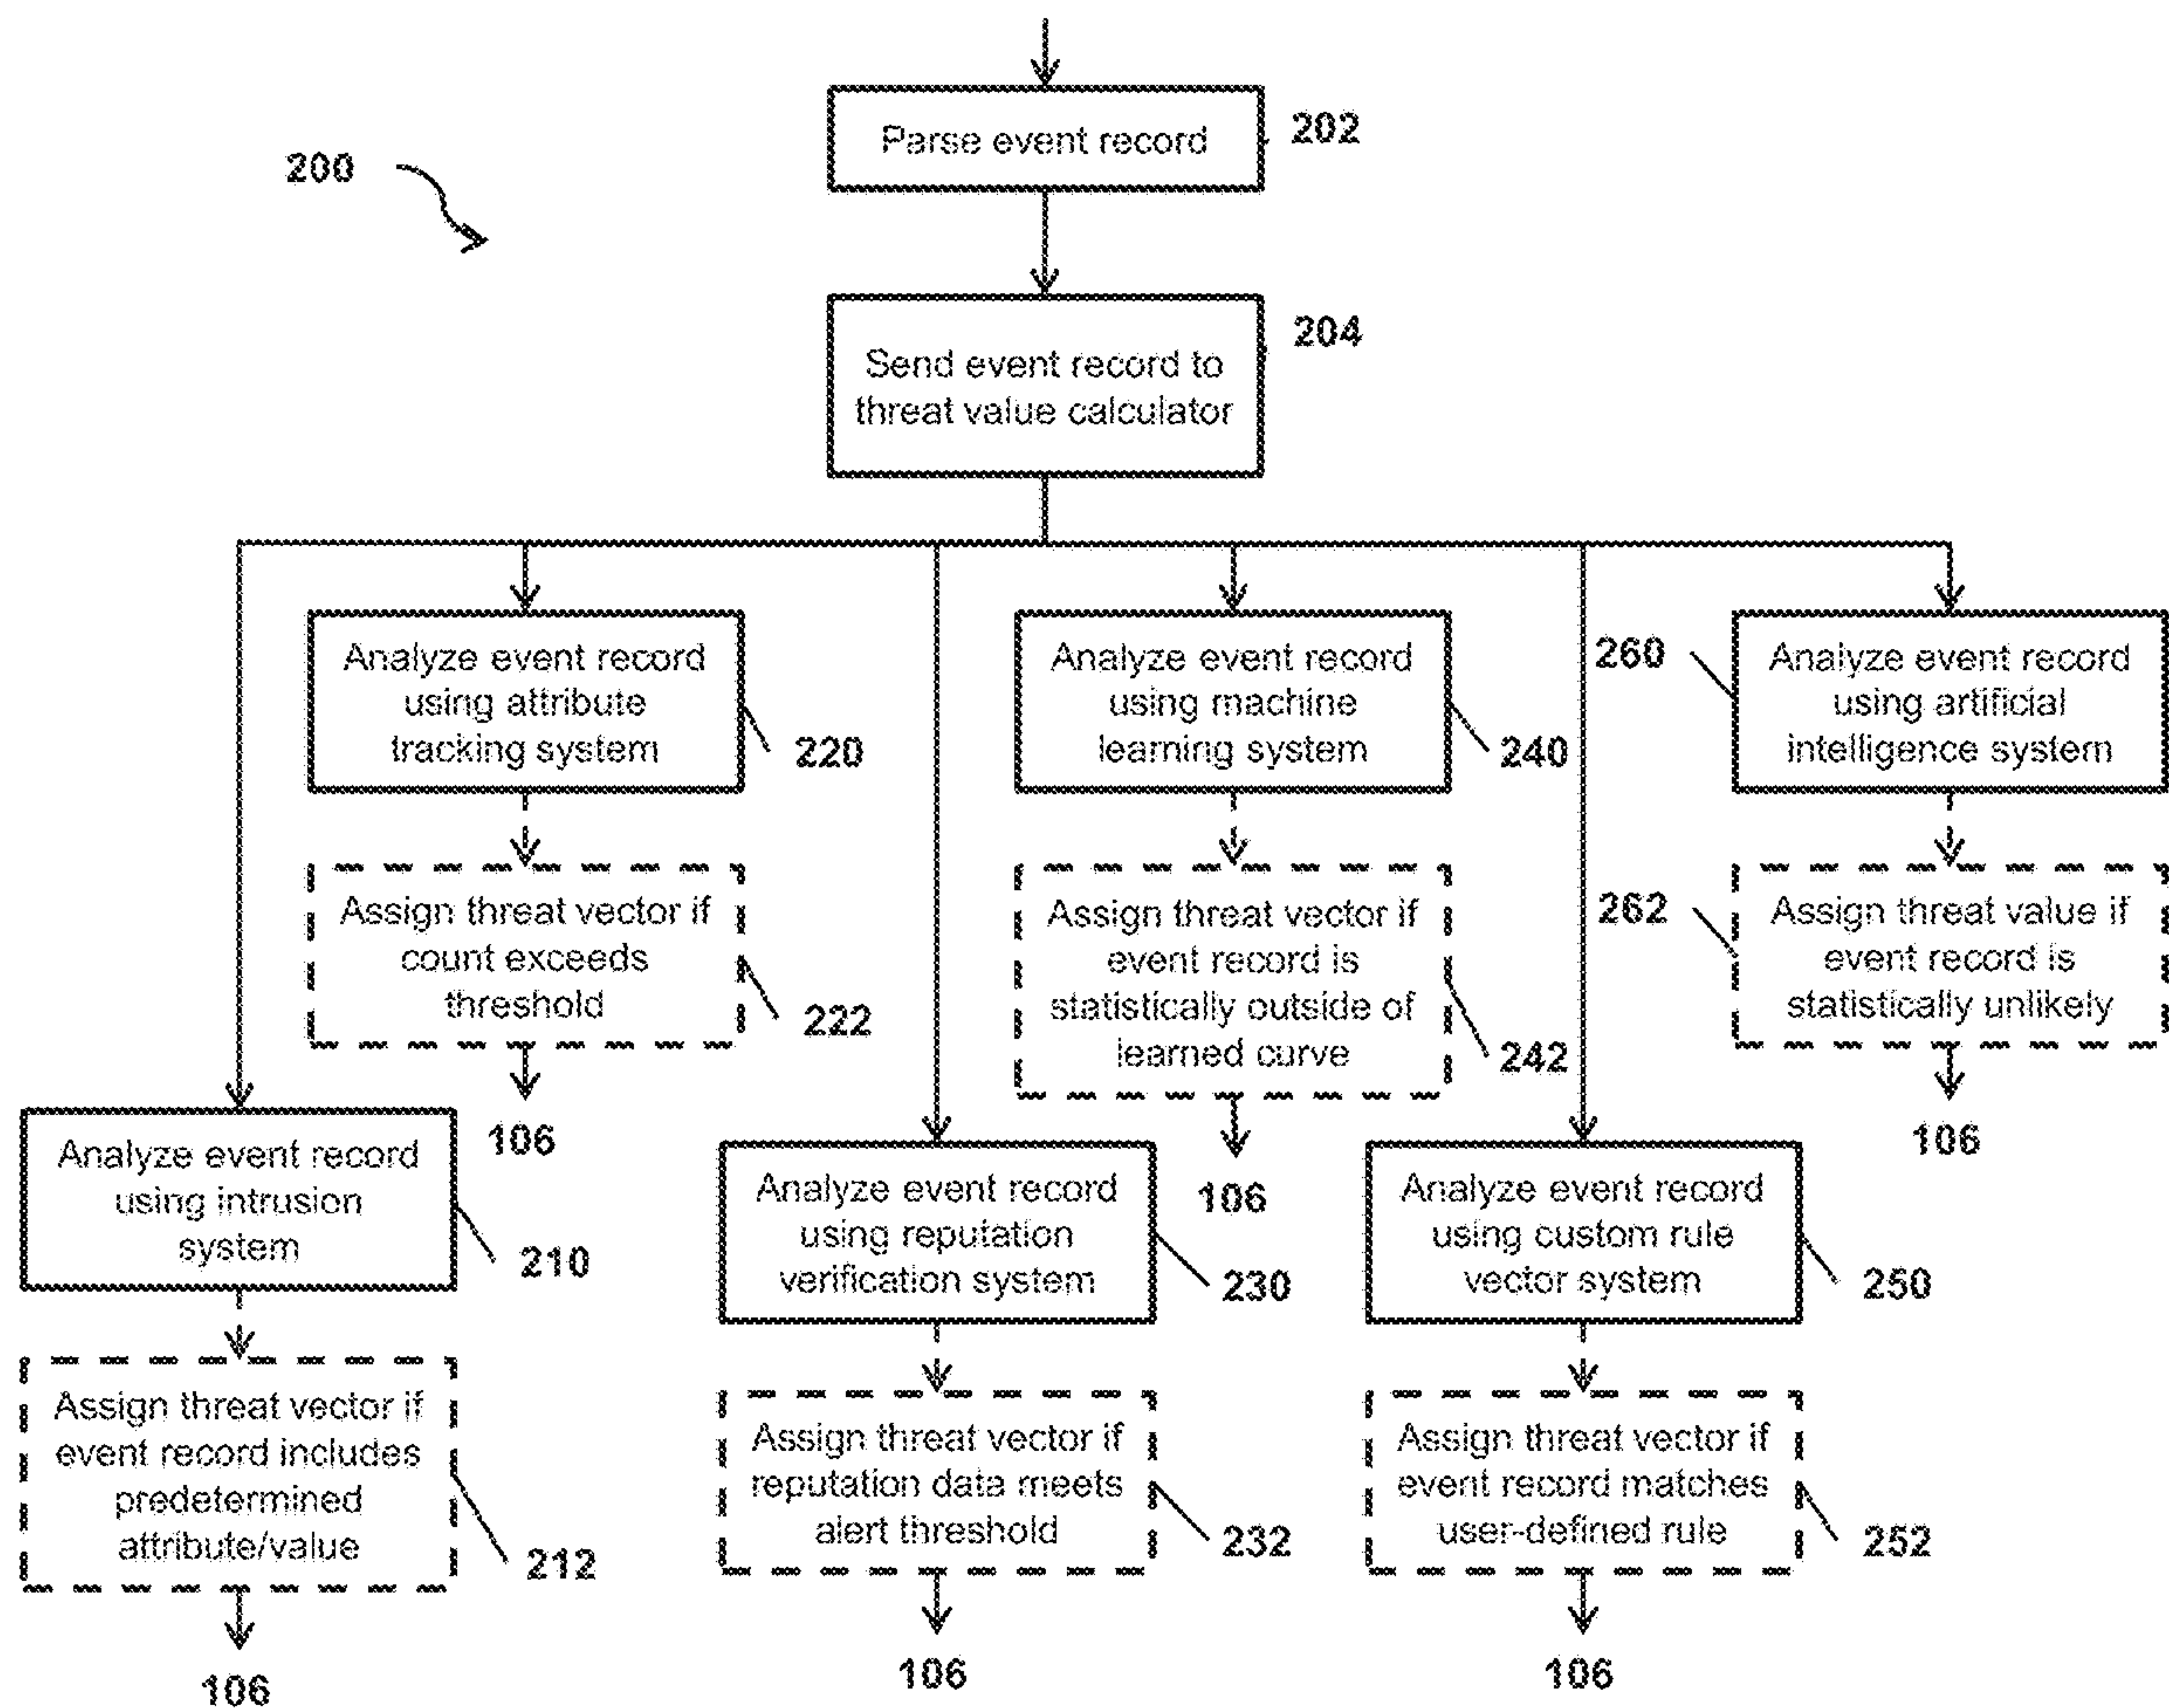 Parse event record
202
200
204
Send event record to
threat value calculator
Analyze event record
using attribute
tracking system
220
Analyze event record
using machine
learning system
240
260
Analyze event record
using artificial
intelligence system
Assign threat vector if
count exceeds
threshold
222
Assign threat vector if
event record is
statistically outside of
learned curve
242
262
Assign threat value if
event record is
statistically unlikely
106
106
106
Analyze event record
using intrusion
system
210
Analyze event record
using reputation
verification system
230
Analyze event record
using custom rule
vector system
250
Assign threat vector if
event record includes
predetermined
attribute/value
212
Assign threat vector if
reputation data meets
alert threshold
232
Assign threat vector if
event record matches
user-defined rule
252
106
106
106